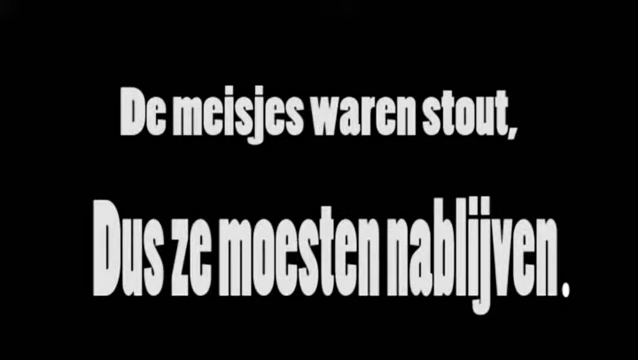 De meisjes waren stout,
Dus ze moesten nablijven.